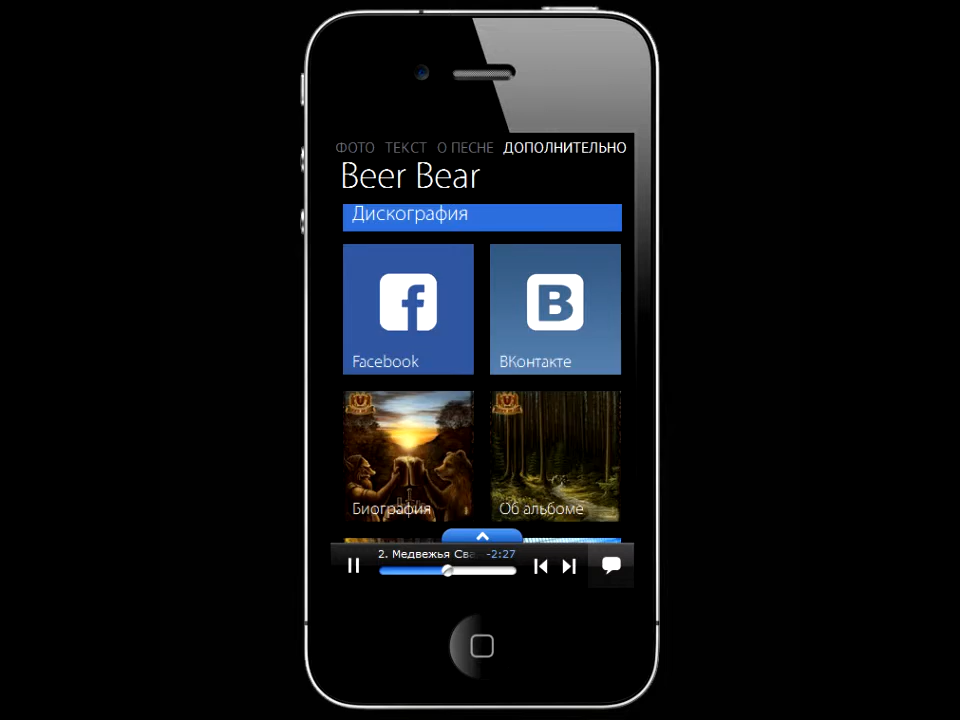 ФОТО ТЕКСТ О ПЕСНЕ ДОПОЛНИТЕЛЬНО
Beer Bear
Дискография
Facebook ВКонтакте
Биография Об альбоме
2. Медвежья Сва -2:27